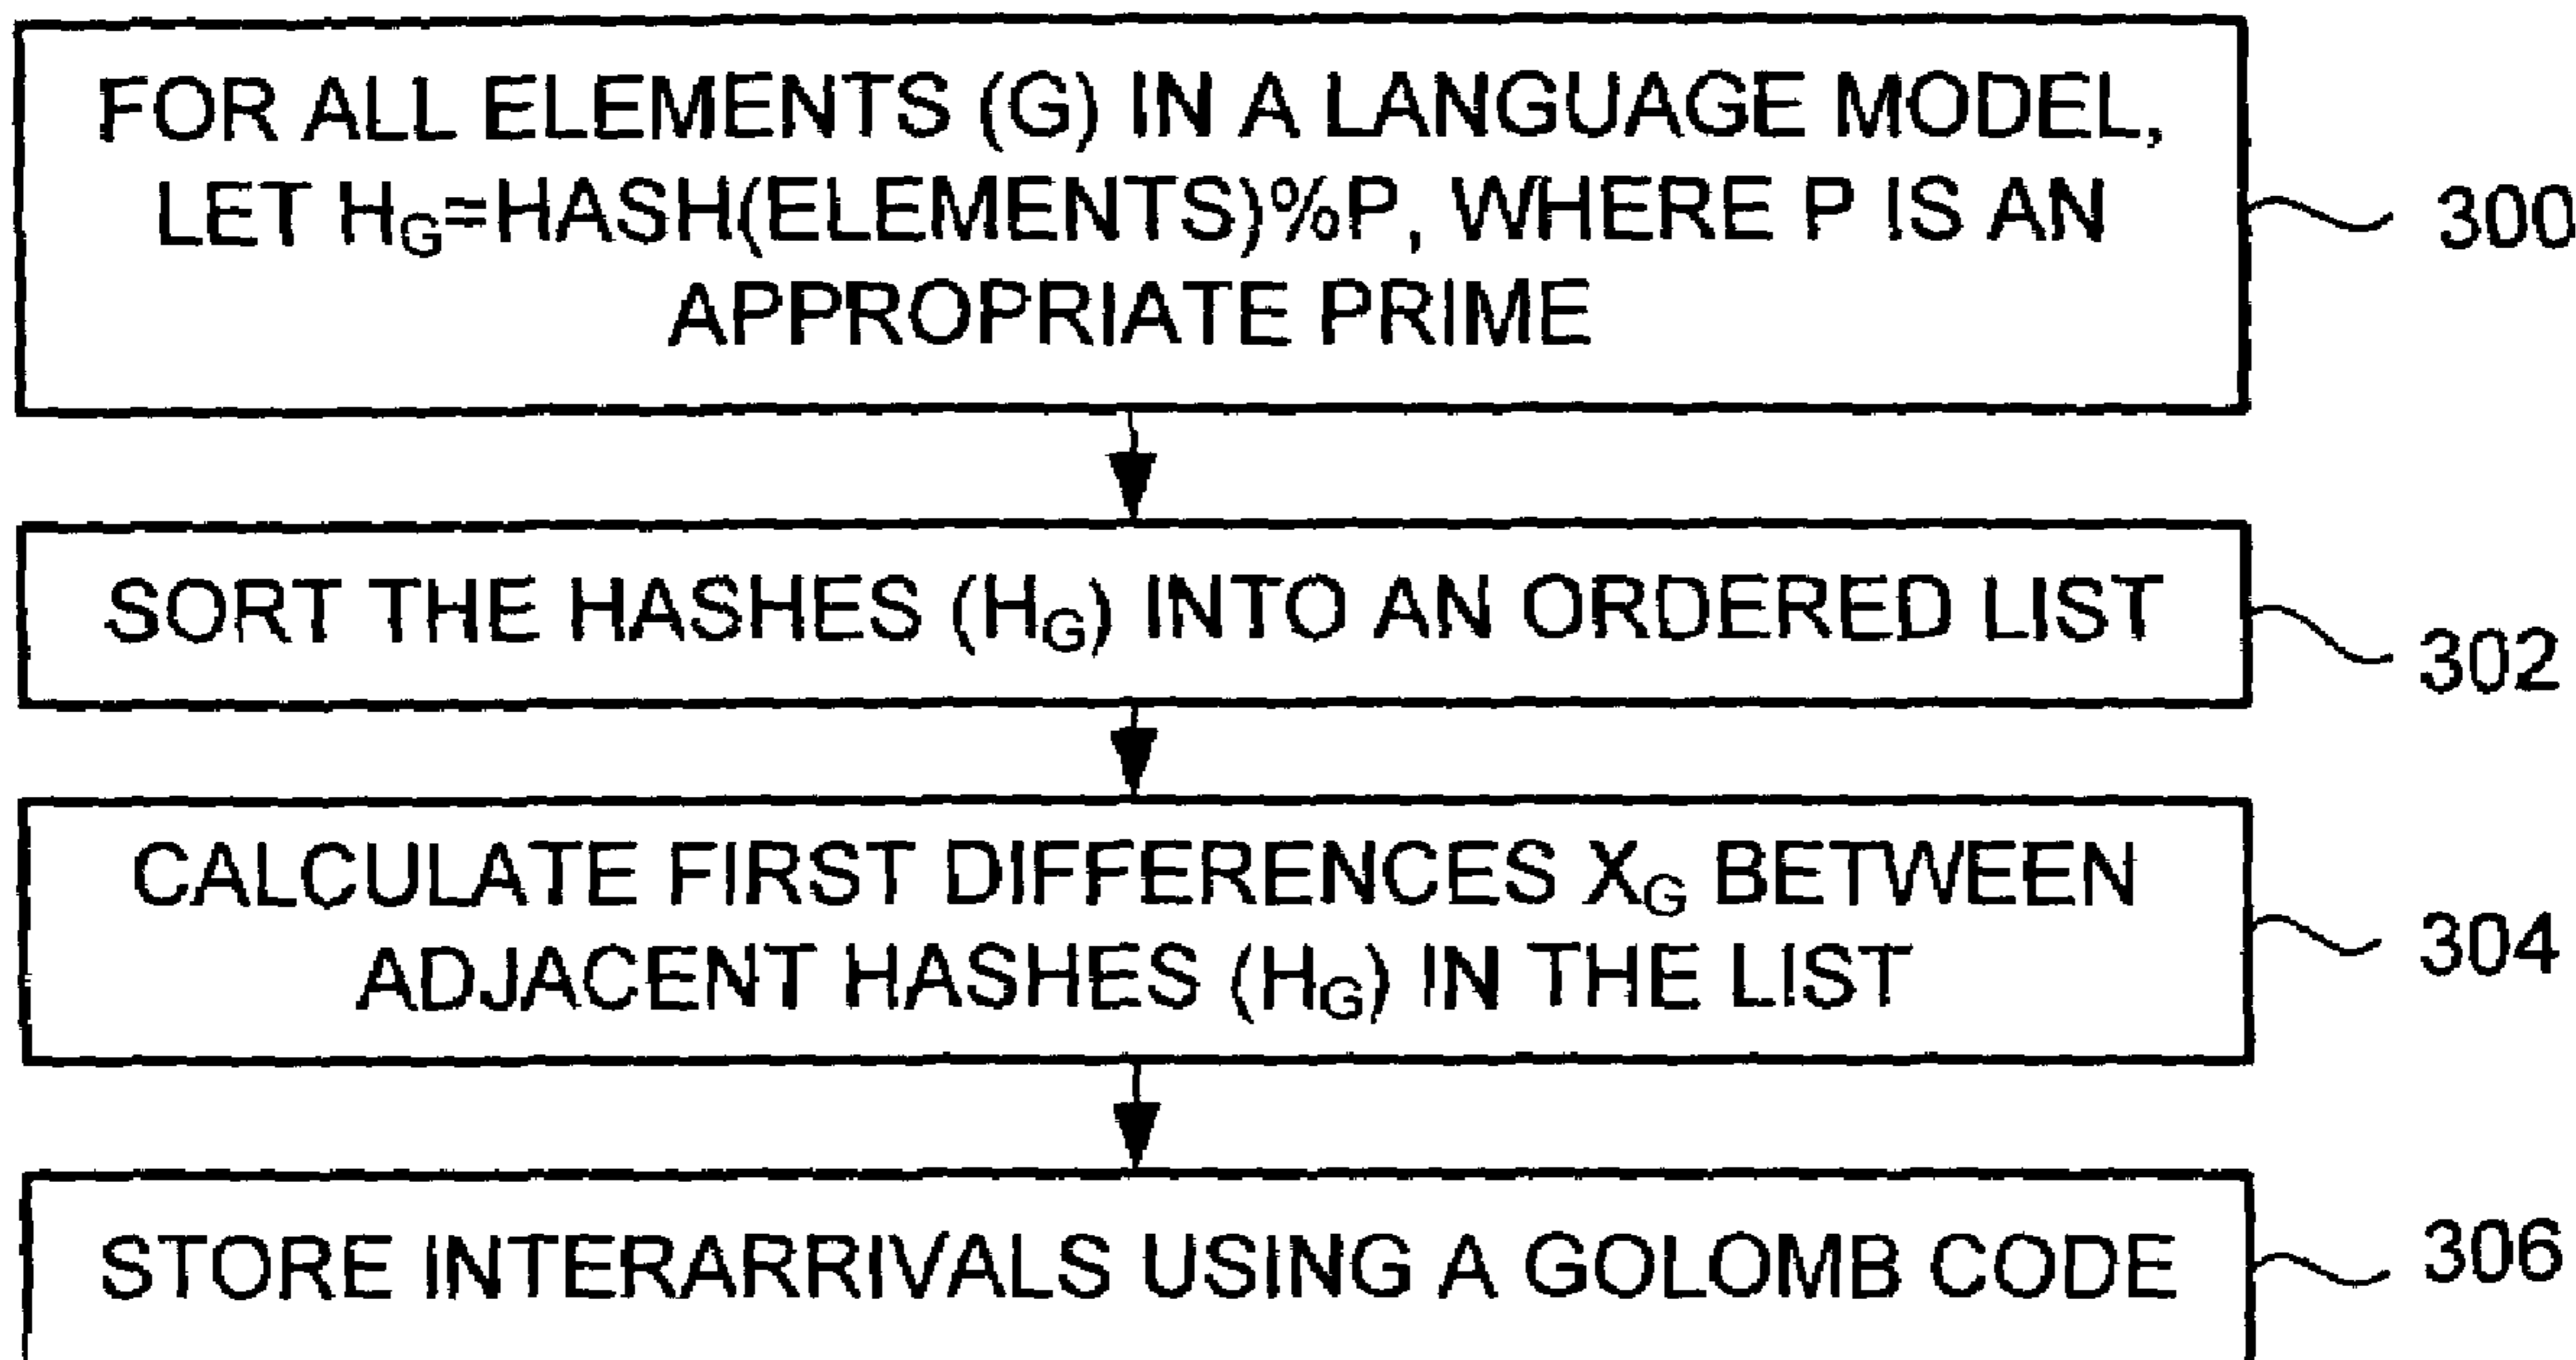 FOR ALL ELEMENTS (G) IN A LANGUAGE MODEL,
LET HG=HASH(ELEMENTS)%P, WHERE P IS AN
APPROPRIATE PRIME
300
SORT THE HASHES (HG) INTO AN ORDERED LIST
302
CALCULATE FIRST DIFFERENCES XG BETWEEN
ADJACENT HASHES (HG) IN THE LIST
304
STORE INTERARRIVALS USING A GOLOMB CODE
306